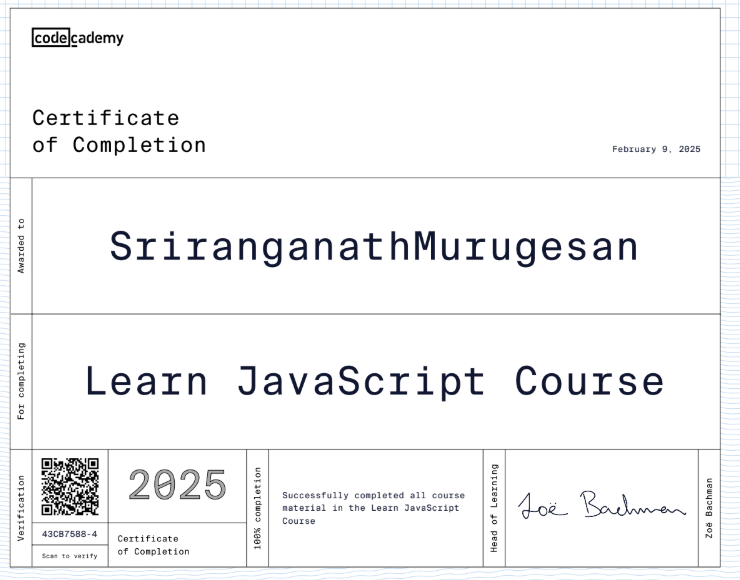 codecademy
Certificate
of Completion
February 9, 2025
Awarded to
SriranganathMurugesan
For completing
Learn JavaScript Course
Verification
43CB7588-4
Scan to verify
2025
Certificate
of Completion
100% completion
Successfully completed all course
material in the Learn JavaScript
Course
Head of Learning
Zoë Bachman
Zoë Bachman